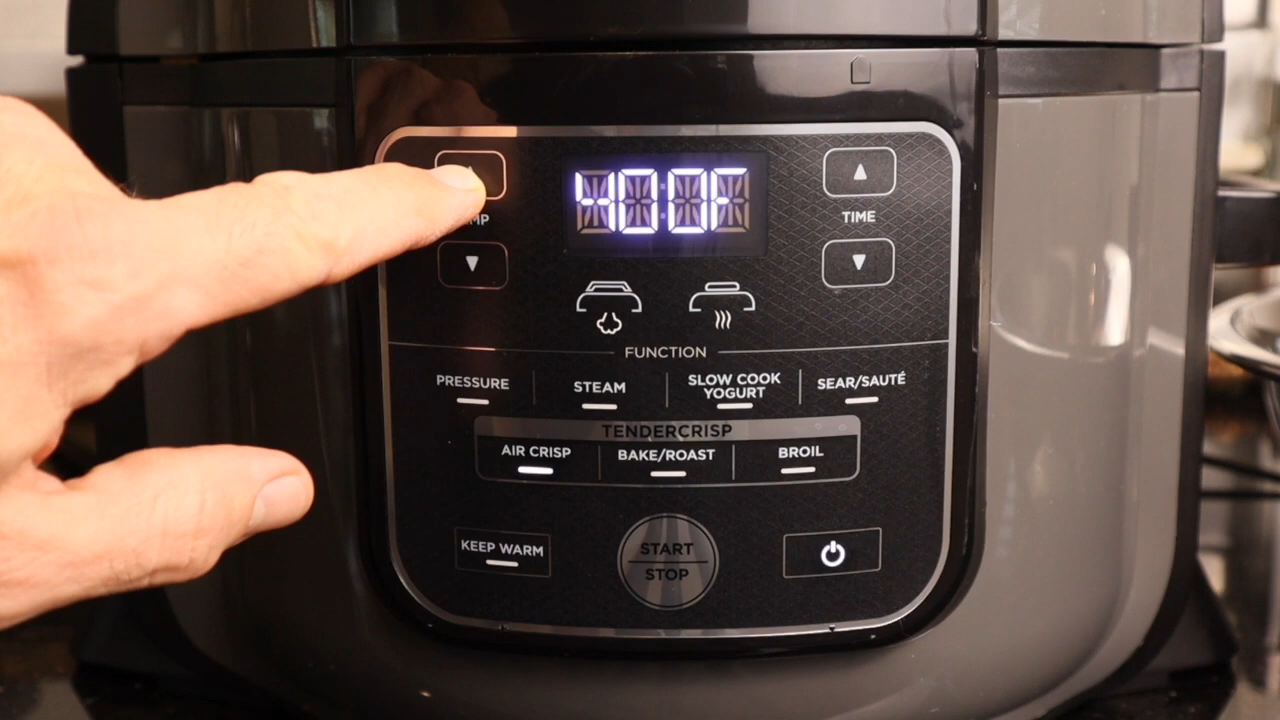 400F
TIME
FUNCTION
PRESSURE
STEAM
SLOW COOK
YOGURT
SEAR/SAUTÉ
TENDERCRISP
AIR CRISP
BAKE/ROAST
BROIL
KEEP WARM
START
STOP